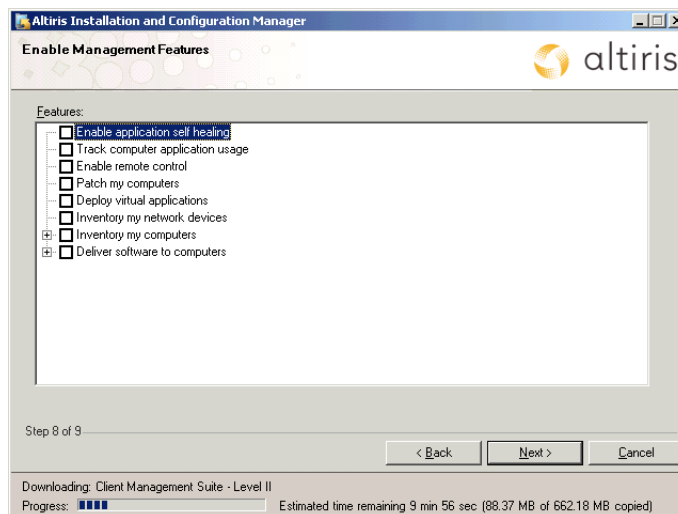 Altiris Installation and Configuration Manager
Enable Management Features
altiris
Features:
Enable application self healing
Track computer application usage
Enable remote control
Patch my computers
Deploy virtual applications
Inventory my network devices
Inventory my computers
Deliver software to computers
Step 8 of 9
< Back Next > Cancel
Downloading: Client Management Suite - Level II
Progress: Estimated time remaining 9 min 56 sec (88.37 MB of 662.18 MB copied)